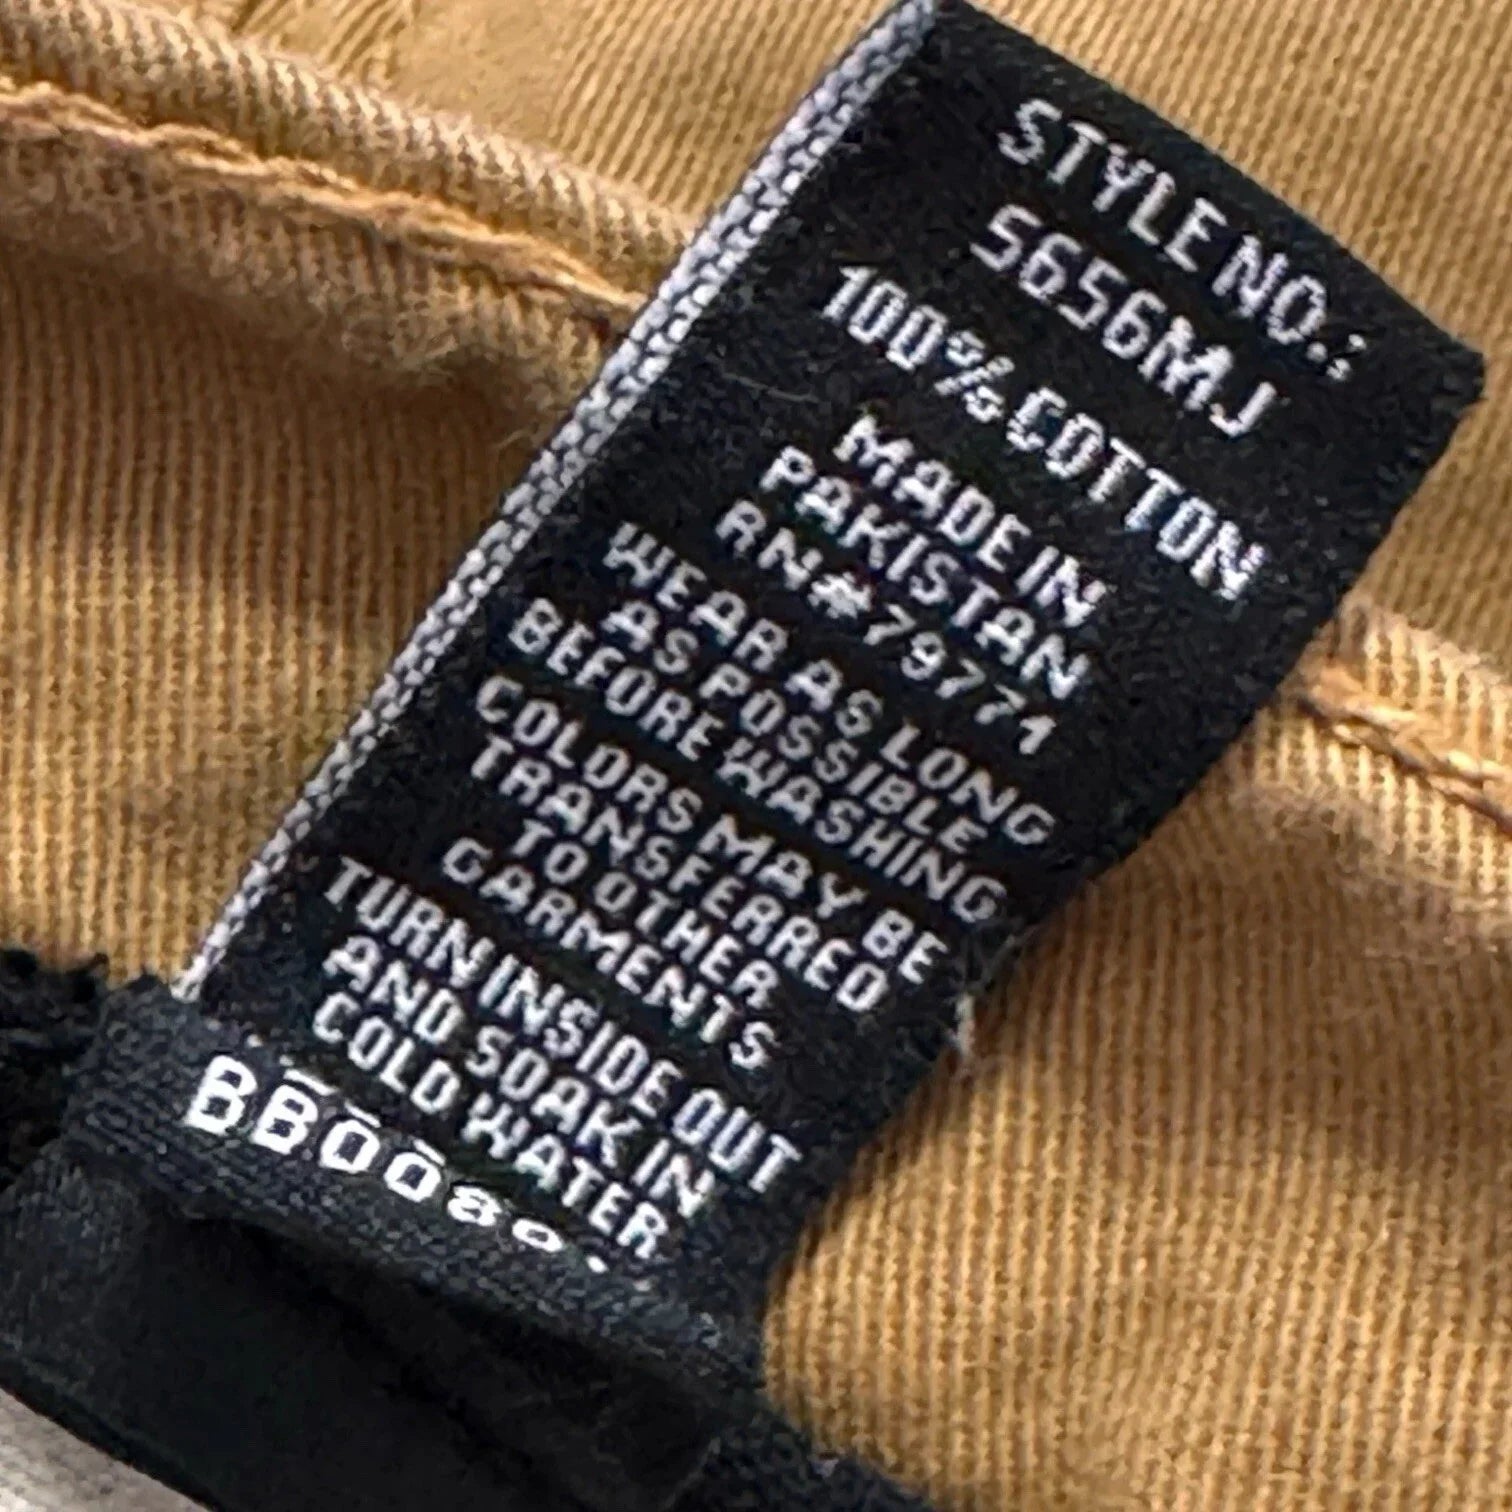 STYLE NO.:
5656MJ
100% COTTON
MADE IN
PAKISTAN
RN#79771
WEAR AS LONG
AS POSSIBLE
BEFORE WASHING
COLORS MAY BE
TRANSFERRED
TO OTHER
GARMENTS
TURN INSIDE OUT
AND SOAK IN
COLD WATER